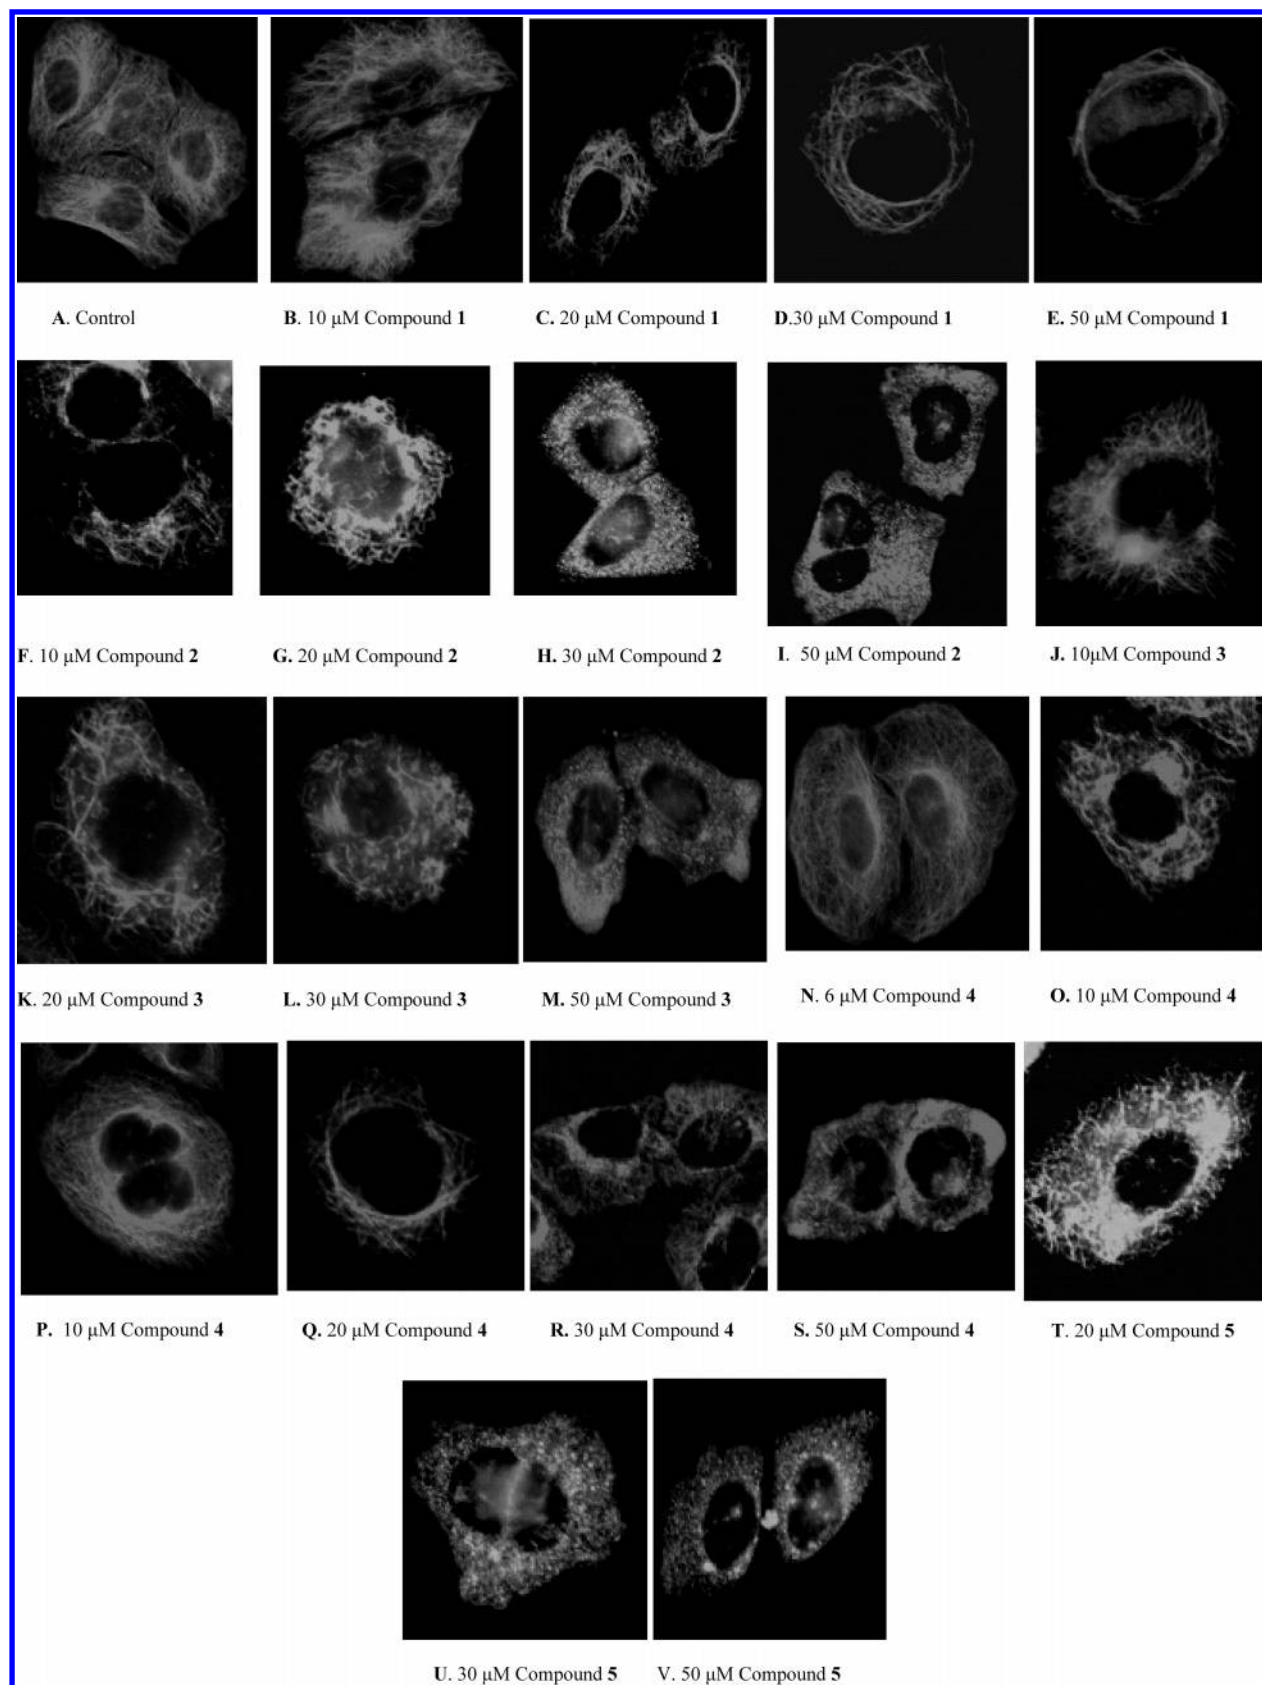 A. Control
B. 10 μM Compound 1
C. 20 μM Compound 1
D.30 μM Compound 1
E. 50 μM Compound 1
F. 10 μM Compound 2
G. 20 μM Compound 2
H. 30 μM Compound 2
I. 50 μM Compound 2
J. 10μM Compound 3
K. 20 μM Compound 3
L. 30 μM Compound 3
M. 50 μM Compound 3
N. 6 μM Compound 4
O. 10 μM Compound 4
P. 10 μM Compound 4
Q. 20 μM Compound 4
R. 30 μM Compound 4
S. 50 μM Compound 4
T. 20 μM Compound 5
U. 30 μM Compound 5
V. 50 μM Compound 5